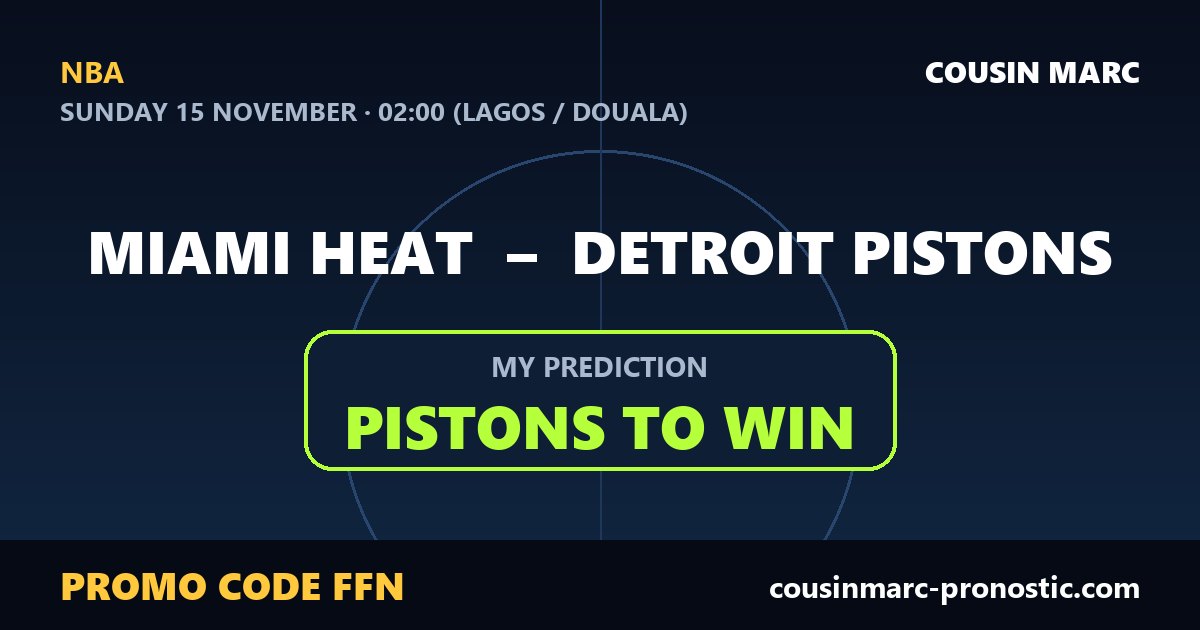 NBA
COUSIN MARC
SUNDAY 15 NOVEMBER · 02:00 (LAGOS / DOUALA)
MIAMI HEAT – DETROIT PISTONS
MY PREDICTION
PISTONS TO WIN
PROMO CODE FFN
cousinmarc-pronostic.com